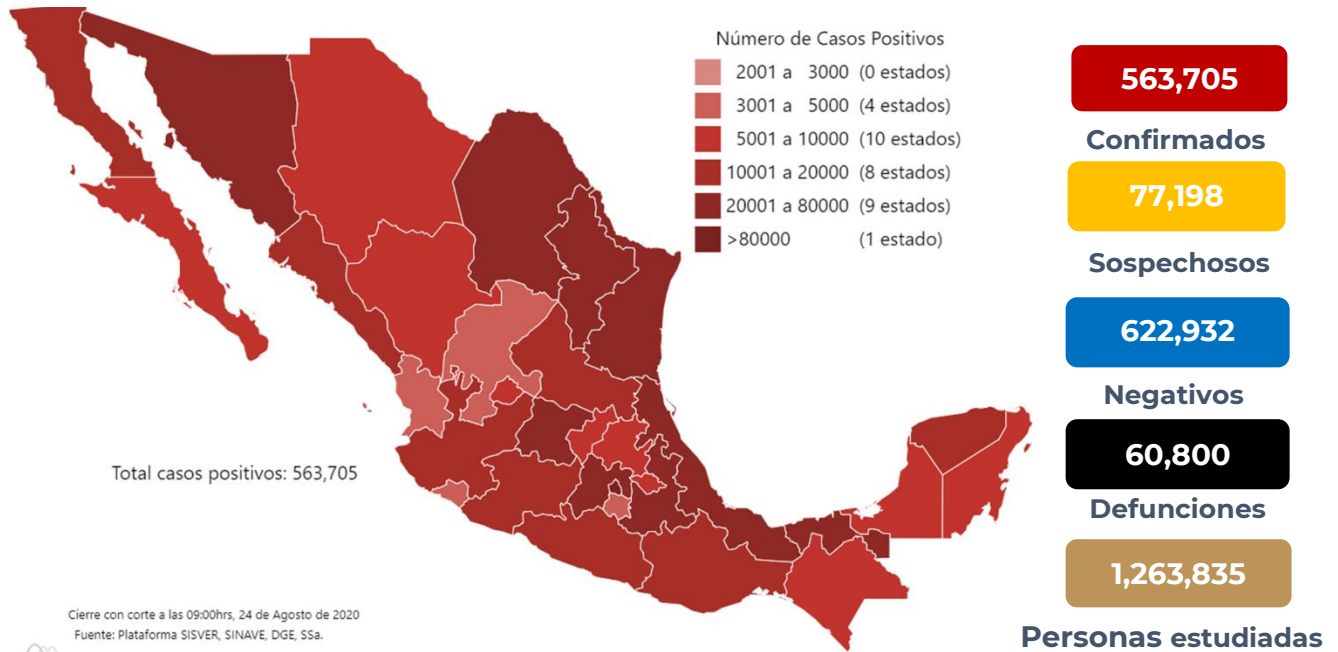 Número de Casos Positivos
2001 a 3000 (0 estados)
3001 a 5000 (4 estados)
5001 a 10000 (10 estados)
10001 a 20000 (8 estados)
20001 a 80000 (9 estados)
>80000 (1 estado)
Total casos positivos: 563,705
Cierre con corte a las 09:00hrs, 24 de Agosto de 2020
Fuente: Plataforma SISVER, SINAVE, DGE, SSa.
563,705
Confirmados
77,198
Sospechosos
622,932
Negativos
60,800
Defunciones
1,263,835
Personas estudiadas